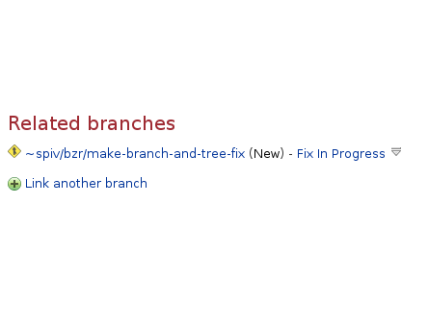 Related branches
~spiv/bzr/make-branch-and-tree-fix (New) - Fix In Progress
Link another branch